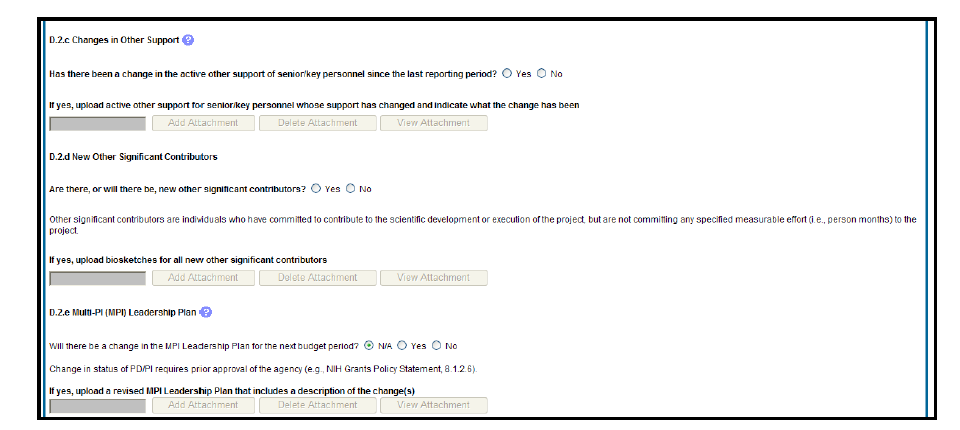 D.2.c Changes in Other Support ?
Has there been a change in the active other support of senior/key personnel since the last reporting period? Yes No
If yes, upload active other support for senior/key personnel whose support has changed and indicate what the change has been
Add Attachment Delete Attachment View Attachment
D.2.d New Other Significant Contributors
Are there, or will there be, new other significant contributors? Yes No
Other significant contributors are individuals who have committed to contribute to the scientific development or execution of the project, but are not committing any specified measurable effort (i.e., person months) to the
project.
If yes, upload biosketches for all new other significant contributors
Add Attachment Delete Attachment View Attachment
D.2.e Multi-PI (MPI) Leadership Plan ?
Will there be a change in the MPI Leadership Plan for the next budget period? N/A Yes No
Change in status of PD/PI requires prior approval of the agency (e.g., NIH Grants Policy Statement, 8.1.2.6).
If yes, upload a revised MPI Leadership Plan that includes a description of the change(s)
Add Attachment Delete Attachment View Attachment